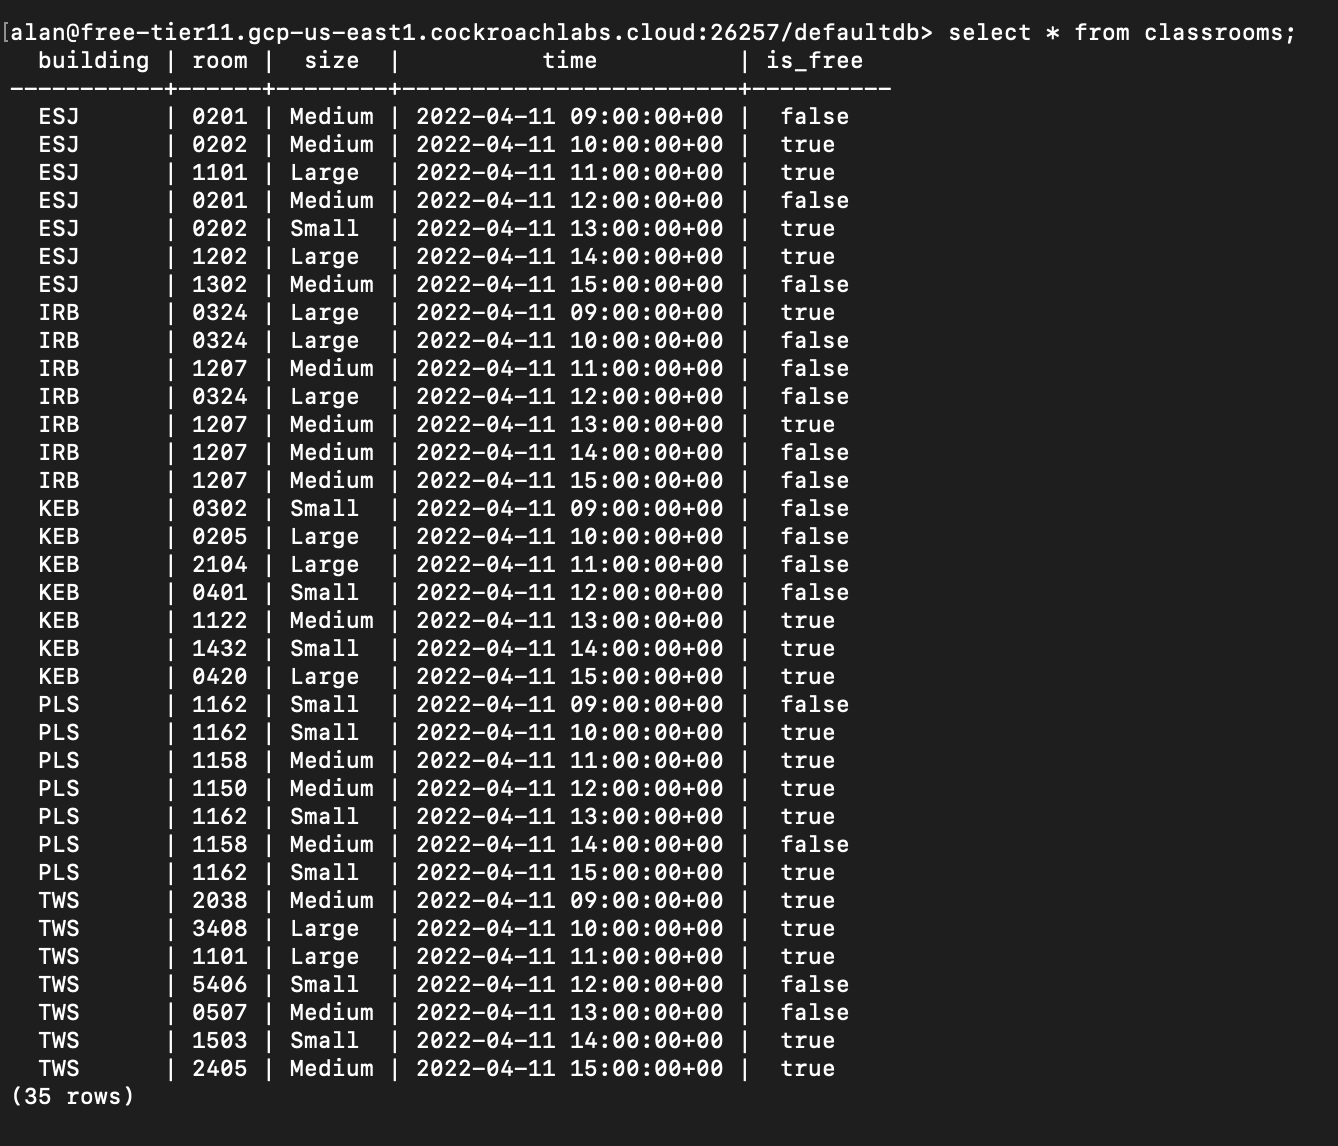 alan@free-tier11.gcp-us-east1.cockroachlabs.cloud:26257/defaultdb> select * from classrooms;
  building | room |  size  |          time          | is_free
-----------+------+--------+------------------------+----------
  ESJ      | 0201 | Medium | 2022-04-11 09:00:00+00 |  false
  ESJ      | 0202 | Medium | 2022-04-11 10:00:00+00 |  true
  ESJ      | 1101 | Large  | 2022-04-11 11:00:00+00 |  true
  ESJ      | 0201 | Medium | 2022-04-11 12:00:00+00 |  false
  ESJ      | 0202 | Small  | 2022-04-11 13:00:00+00 |  true
  ESJ      | 1202 | Large  | 2022-04-11 14:00:00+00 |  true
  ESJ      | 1302 | Medium | 2022-04-11 15:00:00+00 |  false
  IRB      | 0324 | Large  | 2022-04-11 09:00:00+00 |  true
  IRB      | 0324 | Large  | 2022-04-11 10:00:00+00 |  false
  IRB      | 1207 | Medium | 2022-04-11 11:00:00+00 |  false
  IRB      | 0324 | Large  | 2022-04-11 12:00:00+00 |  false
  IRB      | 1207 | Medium | 2022-04-11 13:00:00+00 |  true
  IRB      | 1207 | Medium | 2022-04-11 14:00:00+00 |  false
  IRB      | 1207 | Medium | 2022-04-11 15:00:00+00 |  false
  KEB      | 0302 | Small  | 2022-04-11 09:00:00+00 |  false
  KEB      | 0205 | Large  | 2022-04-11 10:00:00+00 |  false
  KEB      | 2104 | Large  | 2022-04-11 11:00:00+00 |  false
  KEB      | 0401 | Small  | 2022-04-11 12:00:00+00 |  false
  KEB      | 1122 | Medium | 2022-04-11 13:00:00+00 |  true
  KEB      | 1432 | Small  | 2022-04-11 14:00:00+00 |  true
  KEB      | 0420 | Large  | 2022-04-11 15:00:00+00 |  true
  PLS      | 1162 | Small  | 2022-04-11 09:00:00+00 |  false
  PLS      | 1162 | Small  | 2022-04-11 10:00:00+00 |  true
  PLS      | 1158 | Medium | 2022-04-11 11:00:00+00 |  true
  PLS      | 1150 | Medium | 2022-04-11 12:00:00+00 |  true
  PLS      | 1162 | Small  | 2022-04-11 13:00:00+00 |  true
  PLS      | 1158 | Medium | 2022-04-11 14:00:00+00 |  false
  PLS      | 1162 | Small  | 2022-04-11 15:00:00+00 |  true
  TWS      | 2038 | Medium | 2022-04-11 09:00:00+00 |  true
  TWS      | 3408 | Large  | 2022-04-11 10:00:00+00 |  true
  TWS      | 1101 | Large  | 2022-04-11 11:00:00+00 |  true
  TWS      | 5406 | Small  | 2022-04-11 12:00:00+00 |  false
  TWS      | 0507 | Medium | 2022-04-11 13:00:00+00 |  false
  TWS      | 1503 | Small  | 2022-04-11 14:00:00+00 |  true
  TWS      | 2405 | Medium | 2022-04-11 15:00:00+00 |  true
(35 rows)